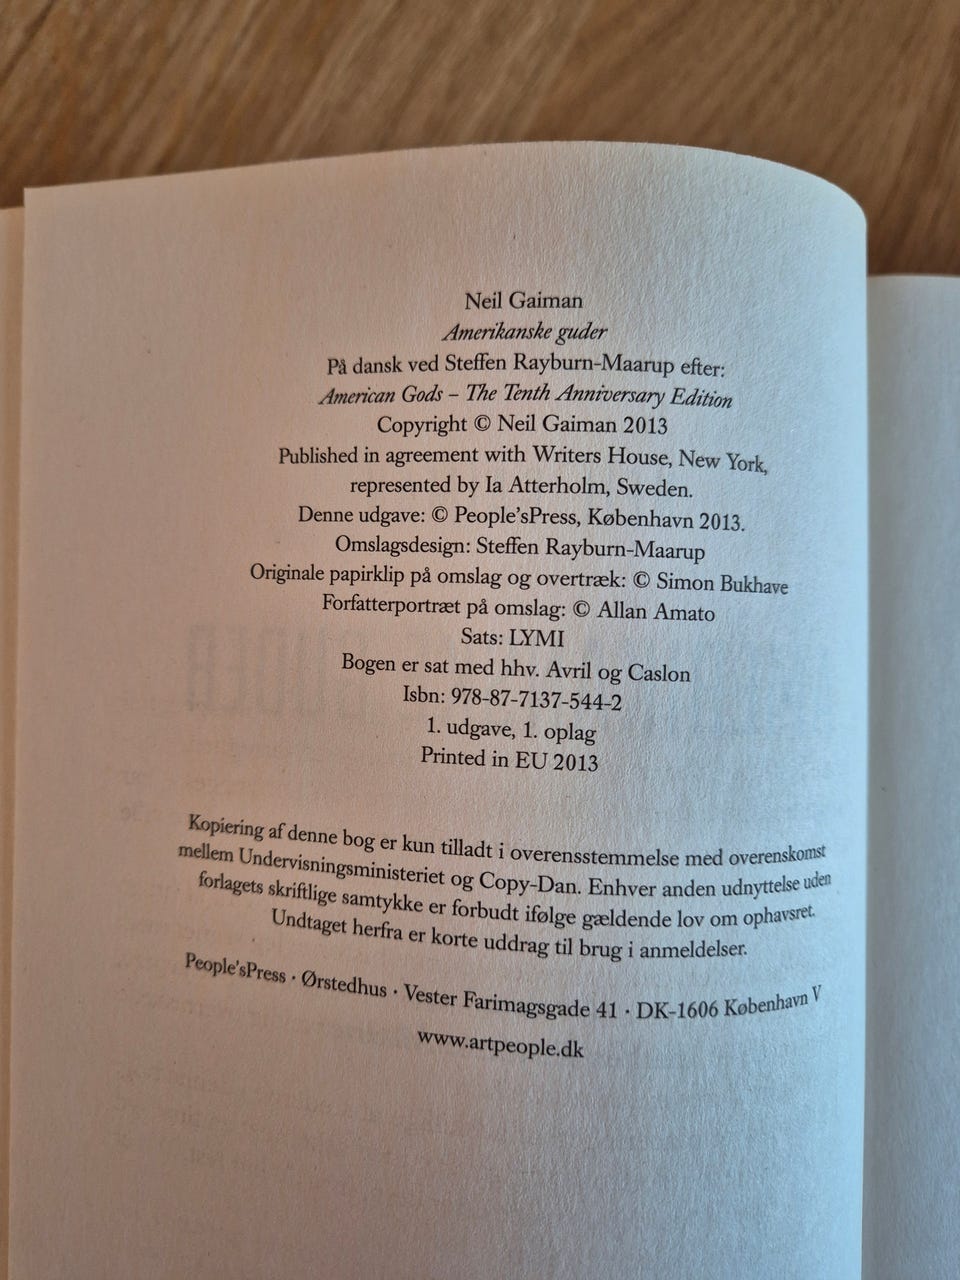 Neil Gaiman
Amerikanske guder
På dansk ved Steffen Rayburn-Maarup efter:
American Gods – The Tenth Anniversary Edition
Copyright © Neil Gaiman 2013
Published in agreement with Writers House, New York,
represented by Ia Atterholm, Sweden.
Denne udgave: © People'sPress, København 2013.
Omslagsdesign: Steffen Rayburn-Maarup
Originale papirklip på omslag og overtræk: © Simon Bukhave
Forfatterportræt på omslag: © Allan Amato
Sats: LYMI
Bogen er sat med hhv. Avril og Caslon
Isbn: 978-87-7137-544-2
1. udgave, 1. oplag
Printed in EU 2013
Kopiering af denne bog er kun tilladt i overensstemmelse med overenskomst
mellem Undervisningsministeriet og Copy-Dan. Enhver anden udnyttelse uden
forlagets skriftlige samtykke er forbudt ifølge gældende lov om ophavsret.
Undtaget herfra er korte uddrag til brug i anmeldelser.
People'sPress · Ørstedhus · Vester Farimagsgade 41 · DK-1606 København V
www.artpeople.dk